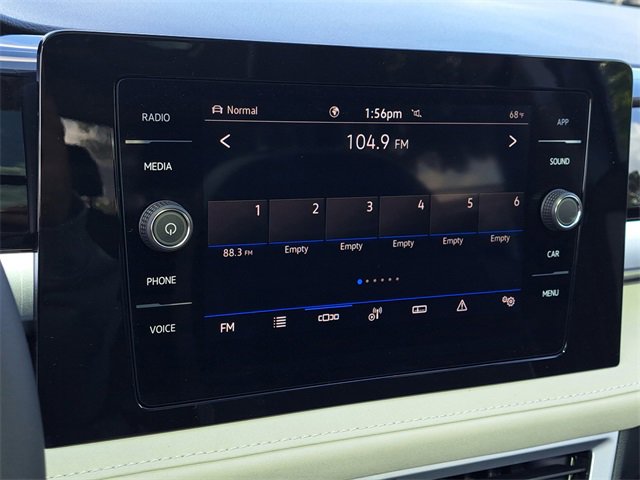 RADIO
MEDIA
PHONE
VOICE
Normal 1:56pm 68°F
104.9 FM
1 2 3 4 5 6
88.3 FM Empty Empty Empty Empty Empty
FM
APP
SOUND
CAR
MENU